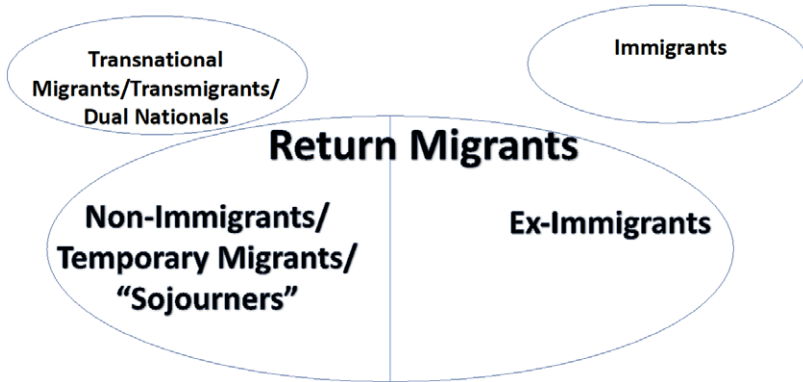 Transnational
Migrants/Transmigrants/
Dual Nationals
Immigrants
Return Migrants
Non-Immigrants/
Temporary Migrants/
“Sojourners”
Ex-Immigrants